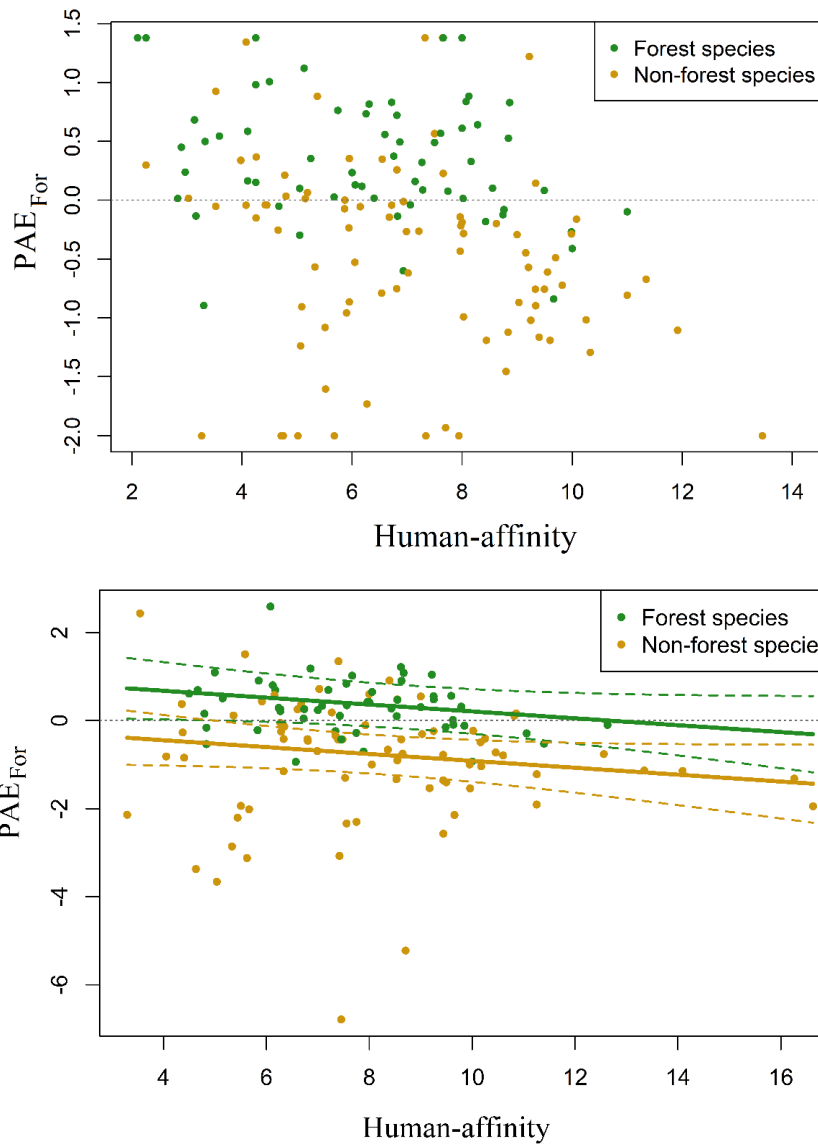 Forest species
Non-forest species
1.5
1.0
0.5
0.0
-0.5
-1.0
-1.5
-2.0
PAE For
2 4 6 8 10 12 14
Human-affinity
Forest species
Non-forest specie
2
0
-2
-4
-6
PAE For
4 6 8 10 12 14 16
Human-affinity